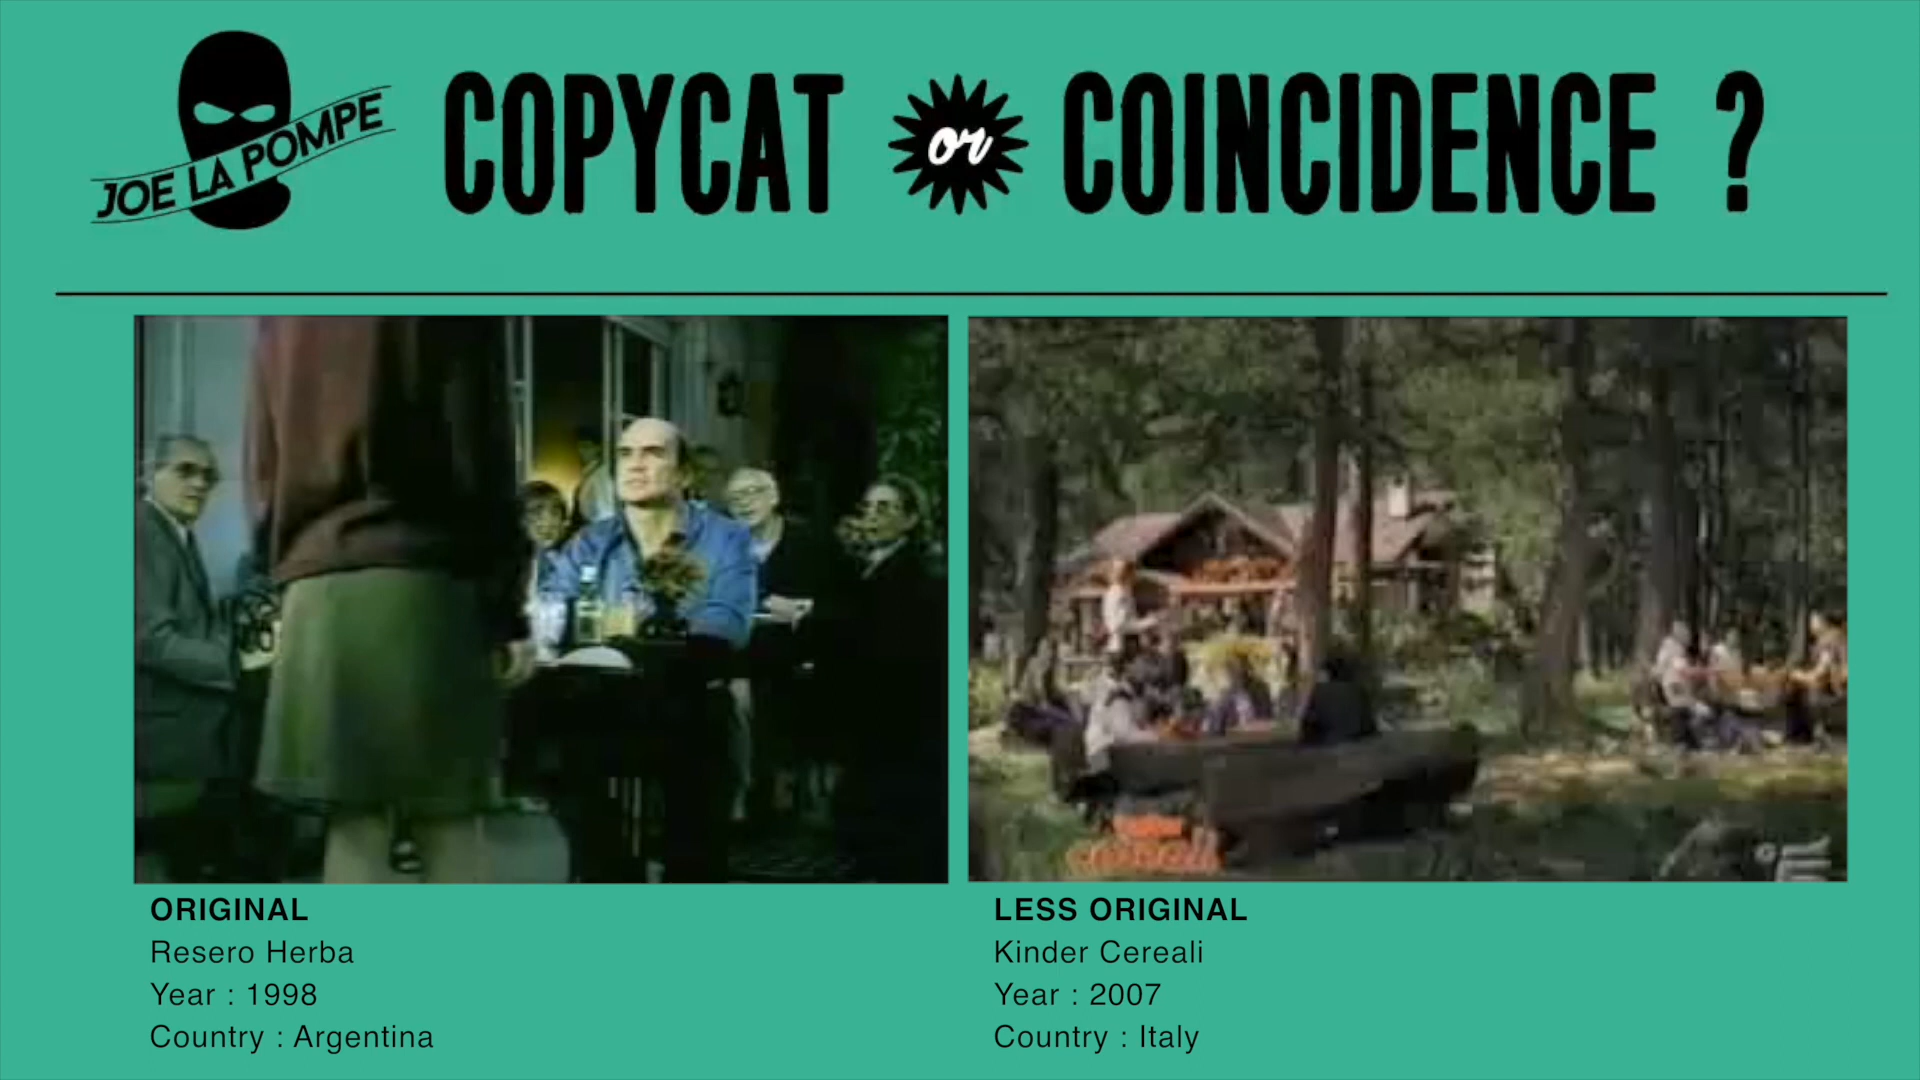 JOE LA POMPE
COPYCAT or COINCIDENCE ?
ORIGINAL
Resero Herba
Year : 1998
Country : Argentina
LESS ORIGINAL
Kinder Cereali
Year : 2007
Country : Italy